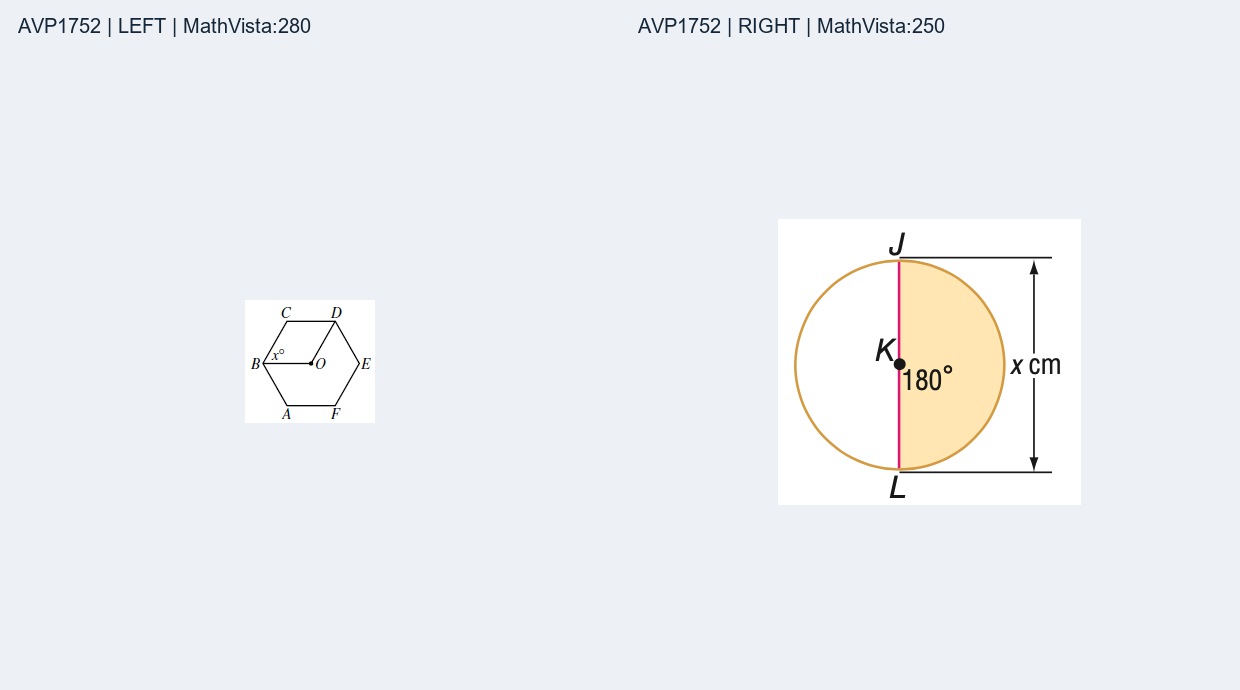 AVP1752 | LEFT | MathVista:280
C D
x°
B O E
A F
AVP1752 | RIGHT | MathVista:250
J
K
180°
x cm
L